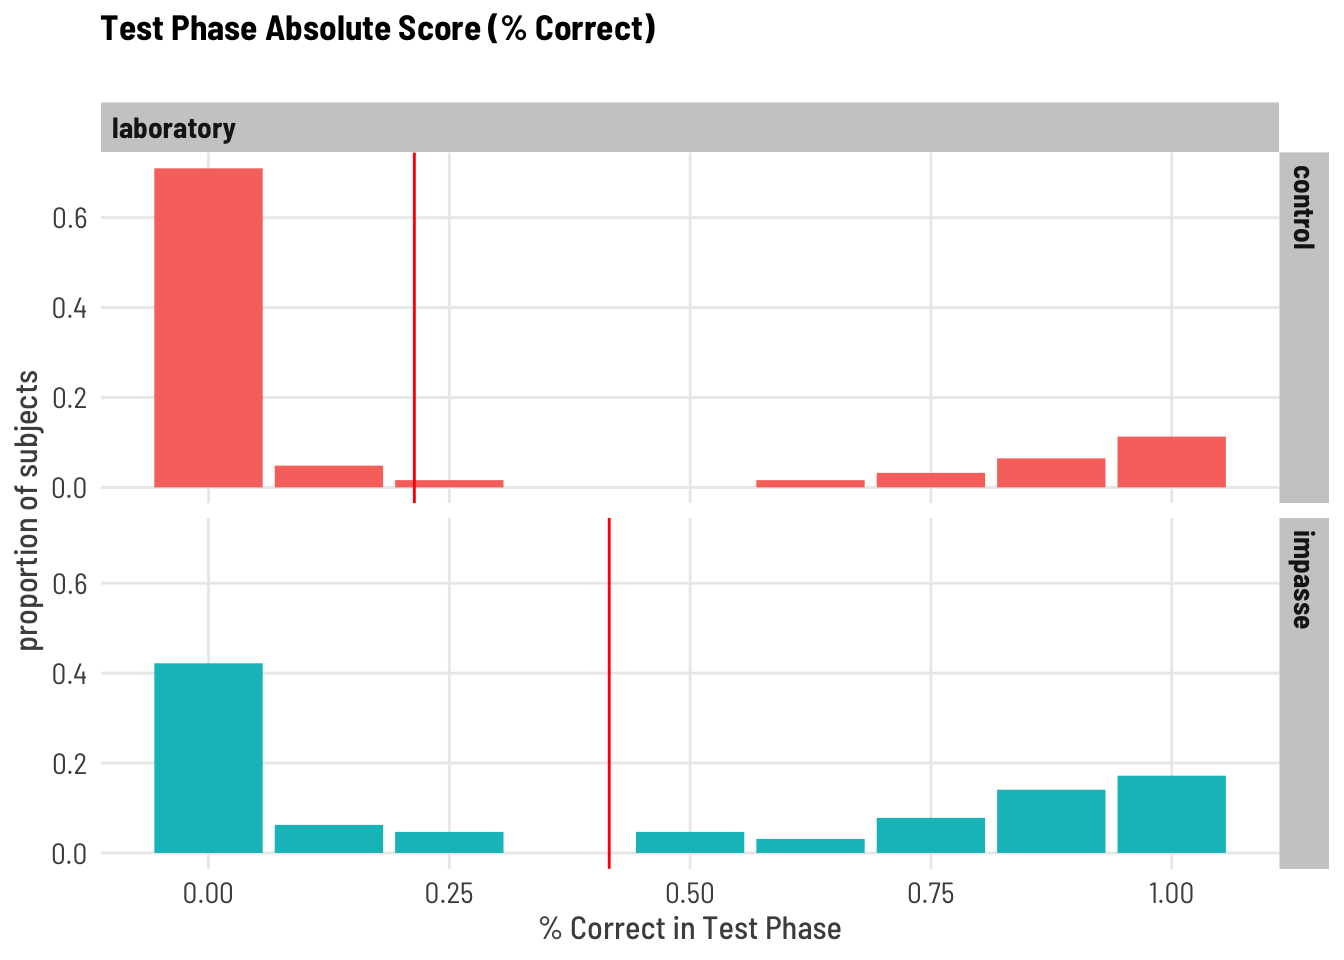 Test Phase Absolute Score (% Correct)
laboratory
control
0.6
0.4
0.2
0.0
impasse
0.6
0.4
0.2
0.0
proportion of subjects
0.00 0.25 0.50 0.75 1.00
% Correct in Test Phase